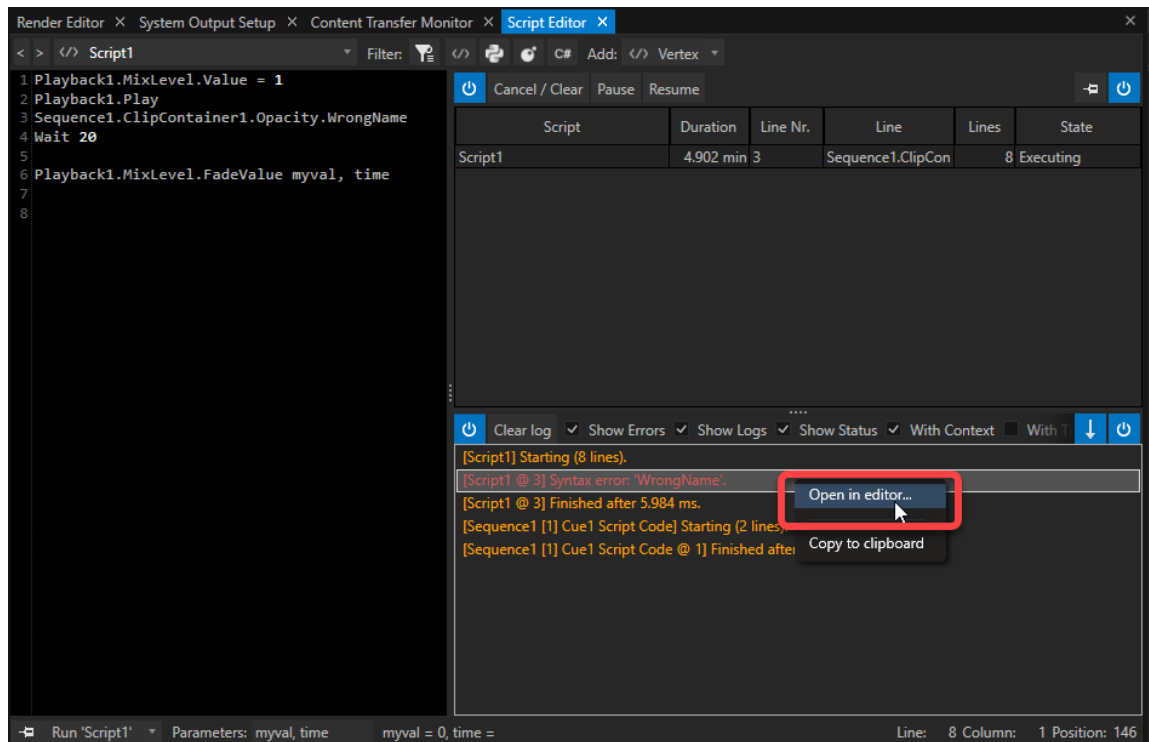 Render Editor × System Output Setup × Content Transfer Monitor × Script Editor × ×
< > </> Script1 Filter: </> C# Add: </> Vertex
1 Playback1.MixLevel.Value = 1
2 Playback1.Play
3 Sequence1.ClipContainer1.Opacity.WrongName
4 Wait 20
5
6 Playback1.MixLevel.FadeValue myval, time
7
8
Cancel / Clear Pause Resume
Script Duration Line Nr. Line Lines State
Script1 4.902 min 3 Sequence1.ClipCon 8 Executing
Clear log Show Errors Show Logs Show Status With Context With
[Script1] Starting (8 lines).
[Script1 @ 3] Syntax error: 'WrongName'.
[Script1 @ 3] Finished after 5.984 ms.
[Sequence1 [1] Cue1 Script Code] Starting (2 lines)
[Sequence1 [1] Cue1 Script Code @ 1] Finished after
Open in editor...
Copy to clipboard
Run 'Script1' Parameters: myval, time myval = 0, time = Line: 8 Column: 1 Position: 146